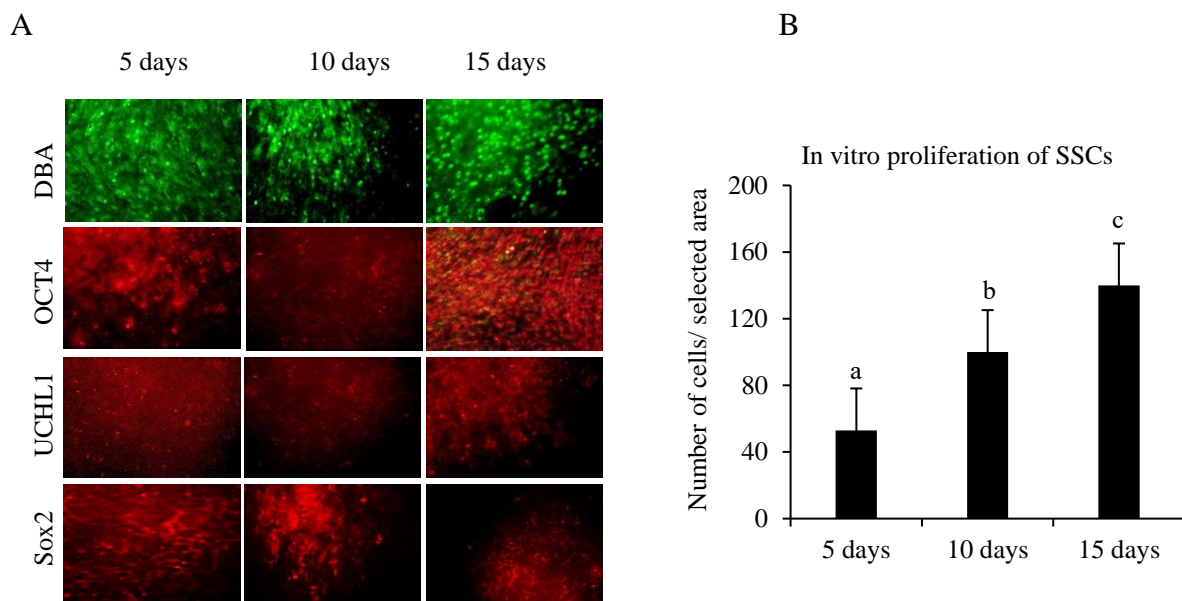 A
5 days 10 days 15 days
DBA
OCT4
UCHL1
Sox2
B
In vitro proliferation of SSCs
Number of cells/ selected area
200
160
120
80
40
0
a
b
c
5 days 10 days 15 days